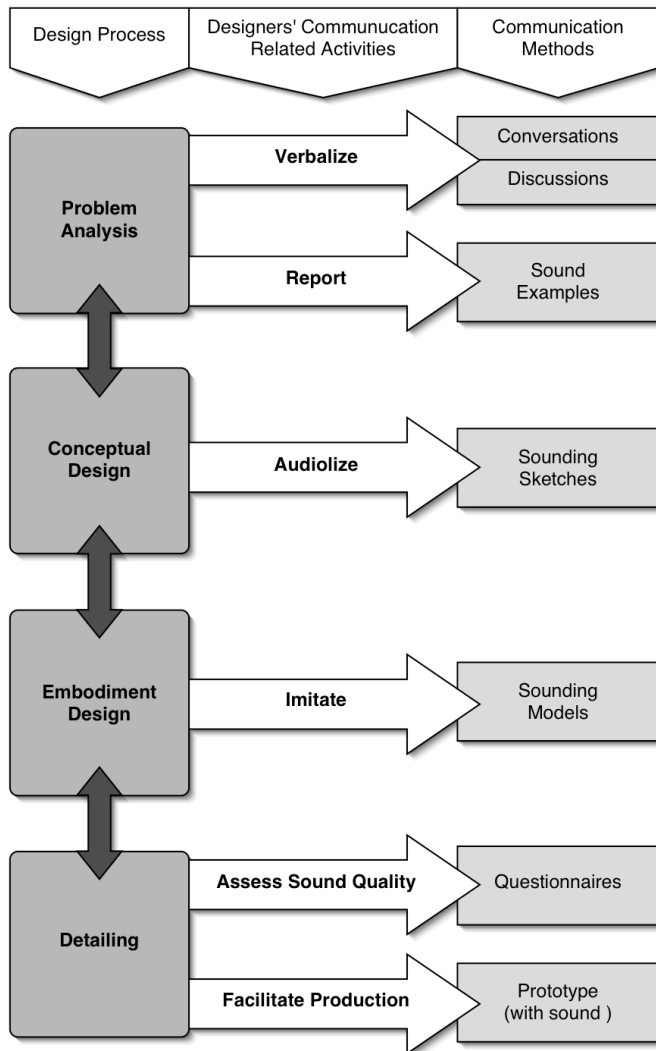 Design Process
Designers' Communucation
Related Activities
Communication
Methods
Problem
Analysis
Verbalize
Conversations
Discussions
Report
Sound
Examples
Conceptual
Design
Audiolize
Sounding
Sketches
Embodiment
Design
Imitate
Sounding
Models
Detailing
Assess Sound Quality
Questionnaires
Facilitate Production
Prototype
(with sound )